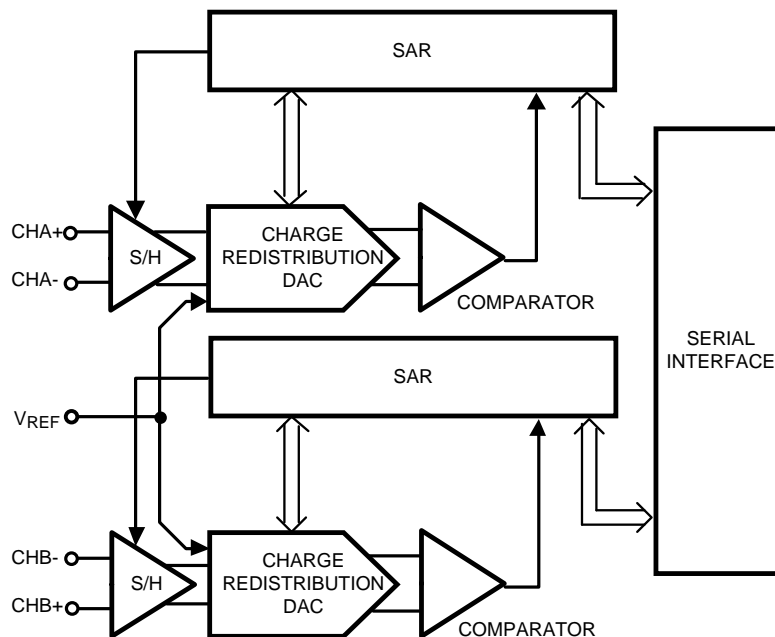 SAR
CHA+
CHA-
S/H
CHARGE
REDISTRIBUTION
DAC
COMPARATOR
SERIAL
INTERFACE
SAR
VREF
CHB-
CHB+
S/H
CHARGE
REDISTRIBUTION
DAC
COMPARATOR